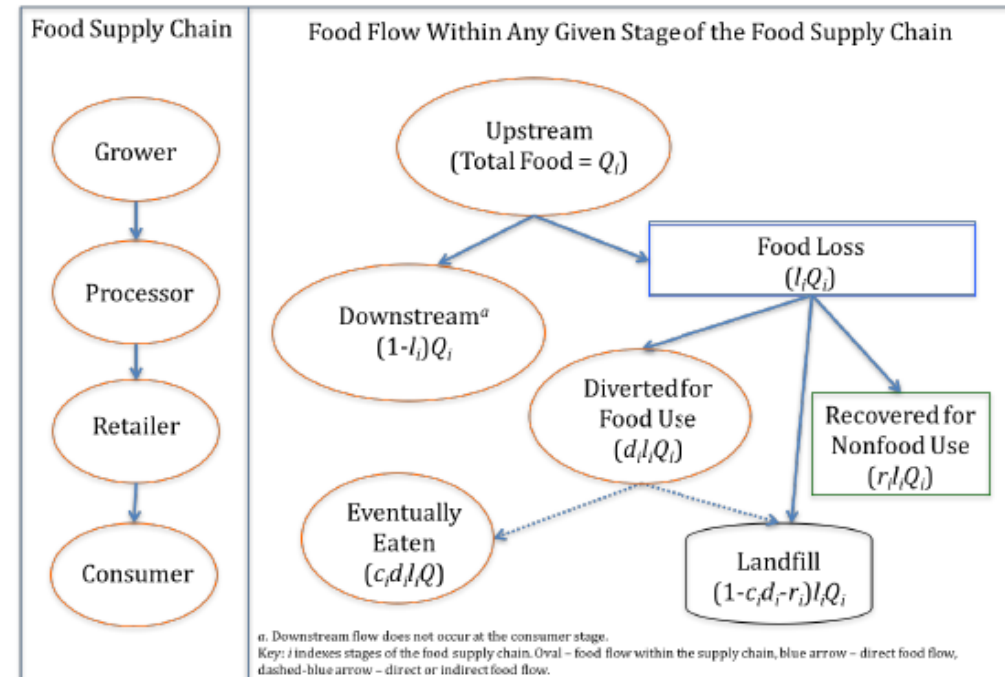 Food Supply Chain
Food Flow Within Any Given Stage of the Food Supply Chain
Grower
Processor
Retailer
Consumer
Upstream
(Total Food = Qᵢ)
Food Loss
(lᵢQᵢ)
Downstreamᵃ
(1-lᵢ)Qᵢ
Diverted for
Food Use
(dᵢlᵢQᵢ)
Recovered for
Nonfood Use
(rᵢlᵢQᵢ)
Eventually
Eaten
(cᵢdᵢlᵢQ)
Landfill
(1-cᵢdᵢ-rᵢ)lᵢQᵢ
a. Downstream flow does not occur at the consumer stage.
Key: i indexes stages of the food supply chain. Oval – food flow within the supply chain, blue arrow – direct food flow,
dashed-blue arrow – direct or indirect food flow.